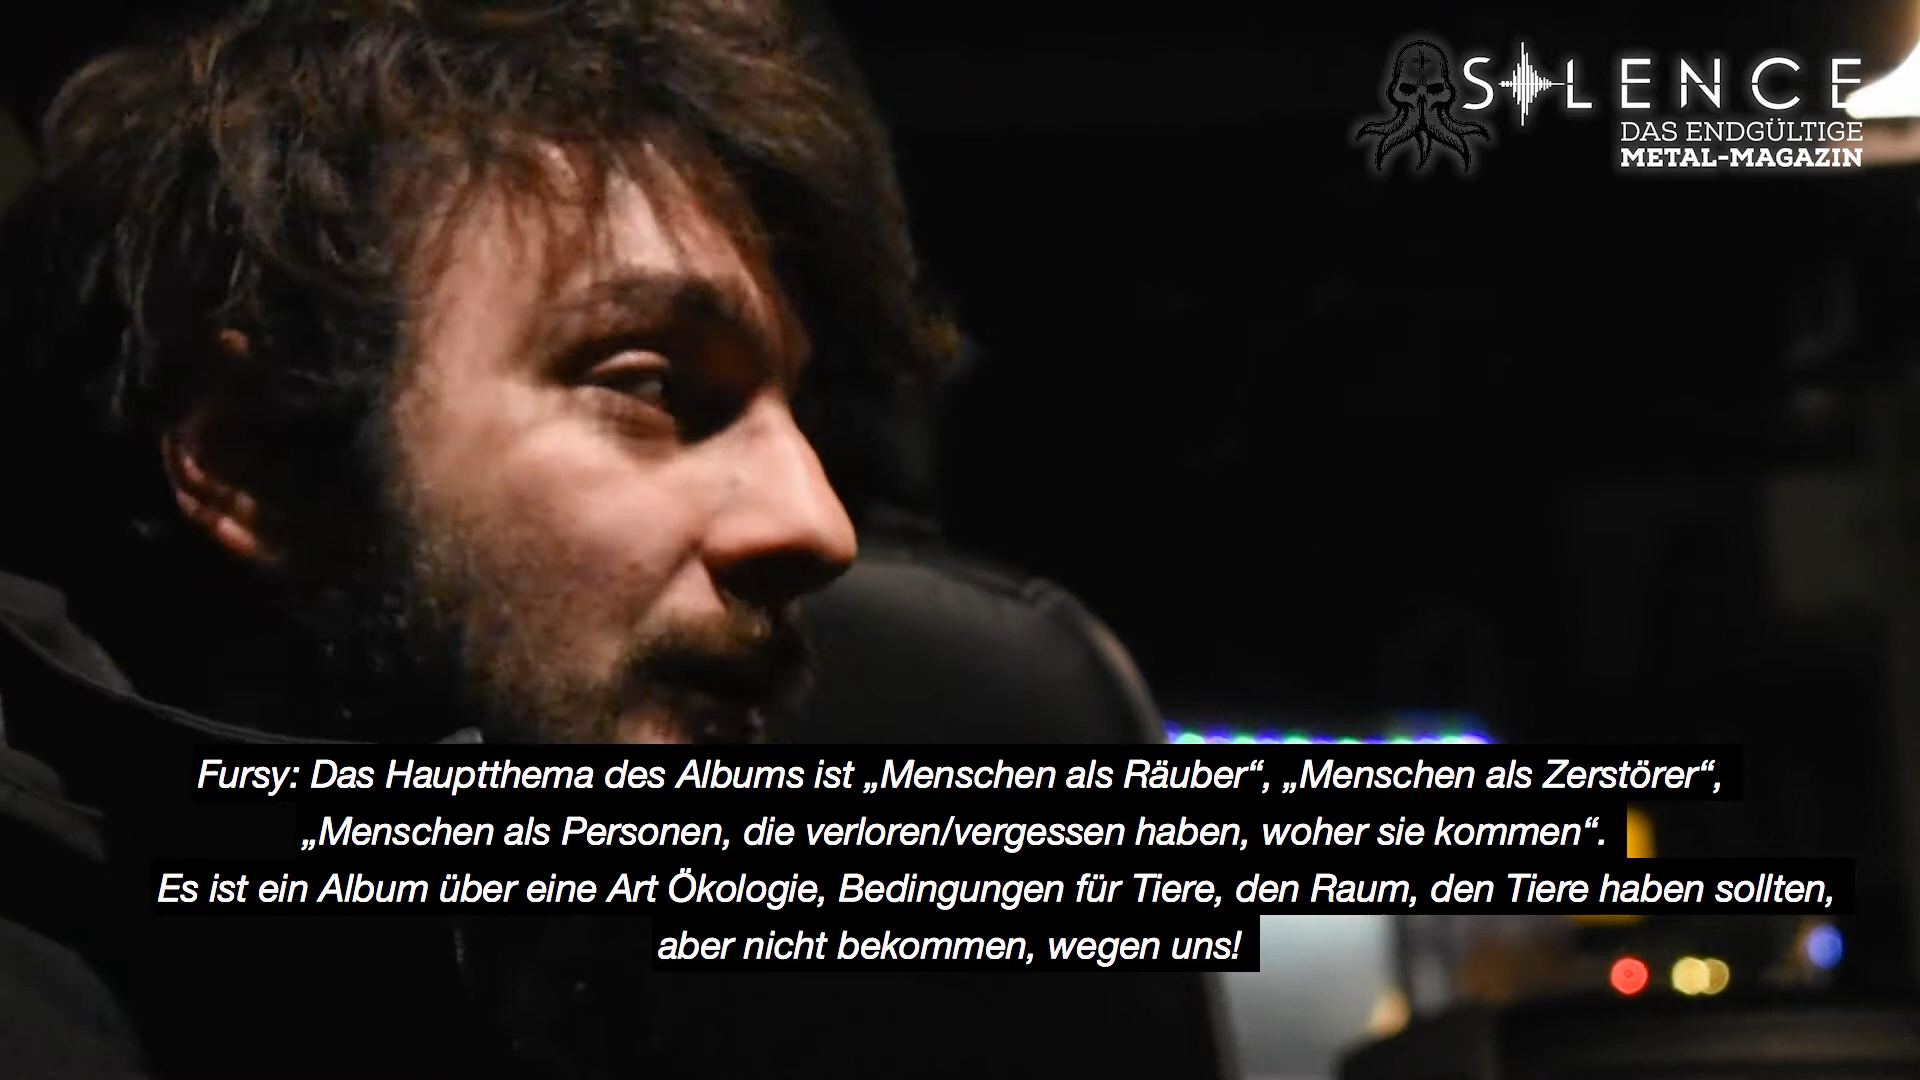 SILENCE
DAS ENDGÜLTIGE
METAL-MAGAZIN
Fursy: Das Hauptthema des Albums ist „Menschen als Räuber“, „Menschen als Zerstörer“,
„Menschen als Personen, die verloren/vergessen haben, woher sie kommen“.
Es ist ein Album über eine Art Ökologie, Bedingungen für Tiere, den Raum, den Tiere haben sollten,
aber nicht bekommen, wegen uns!